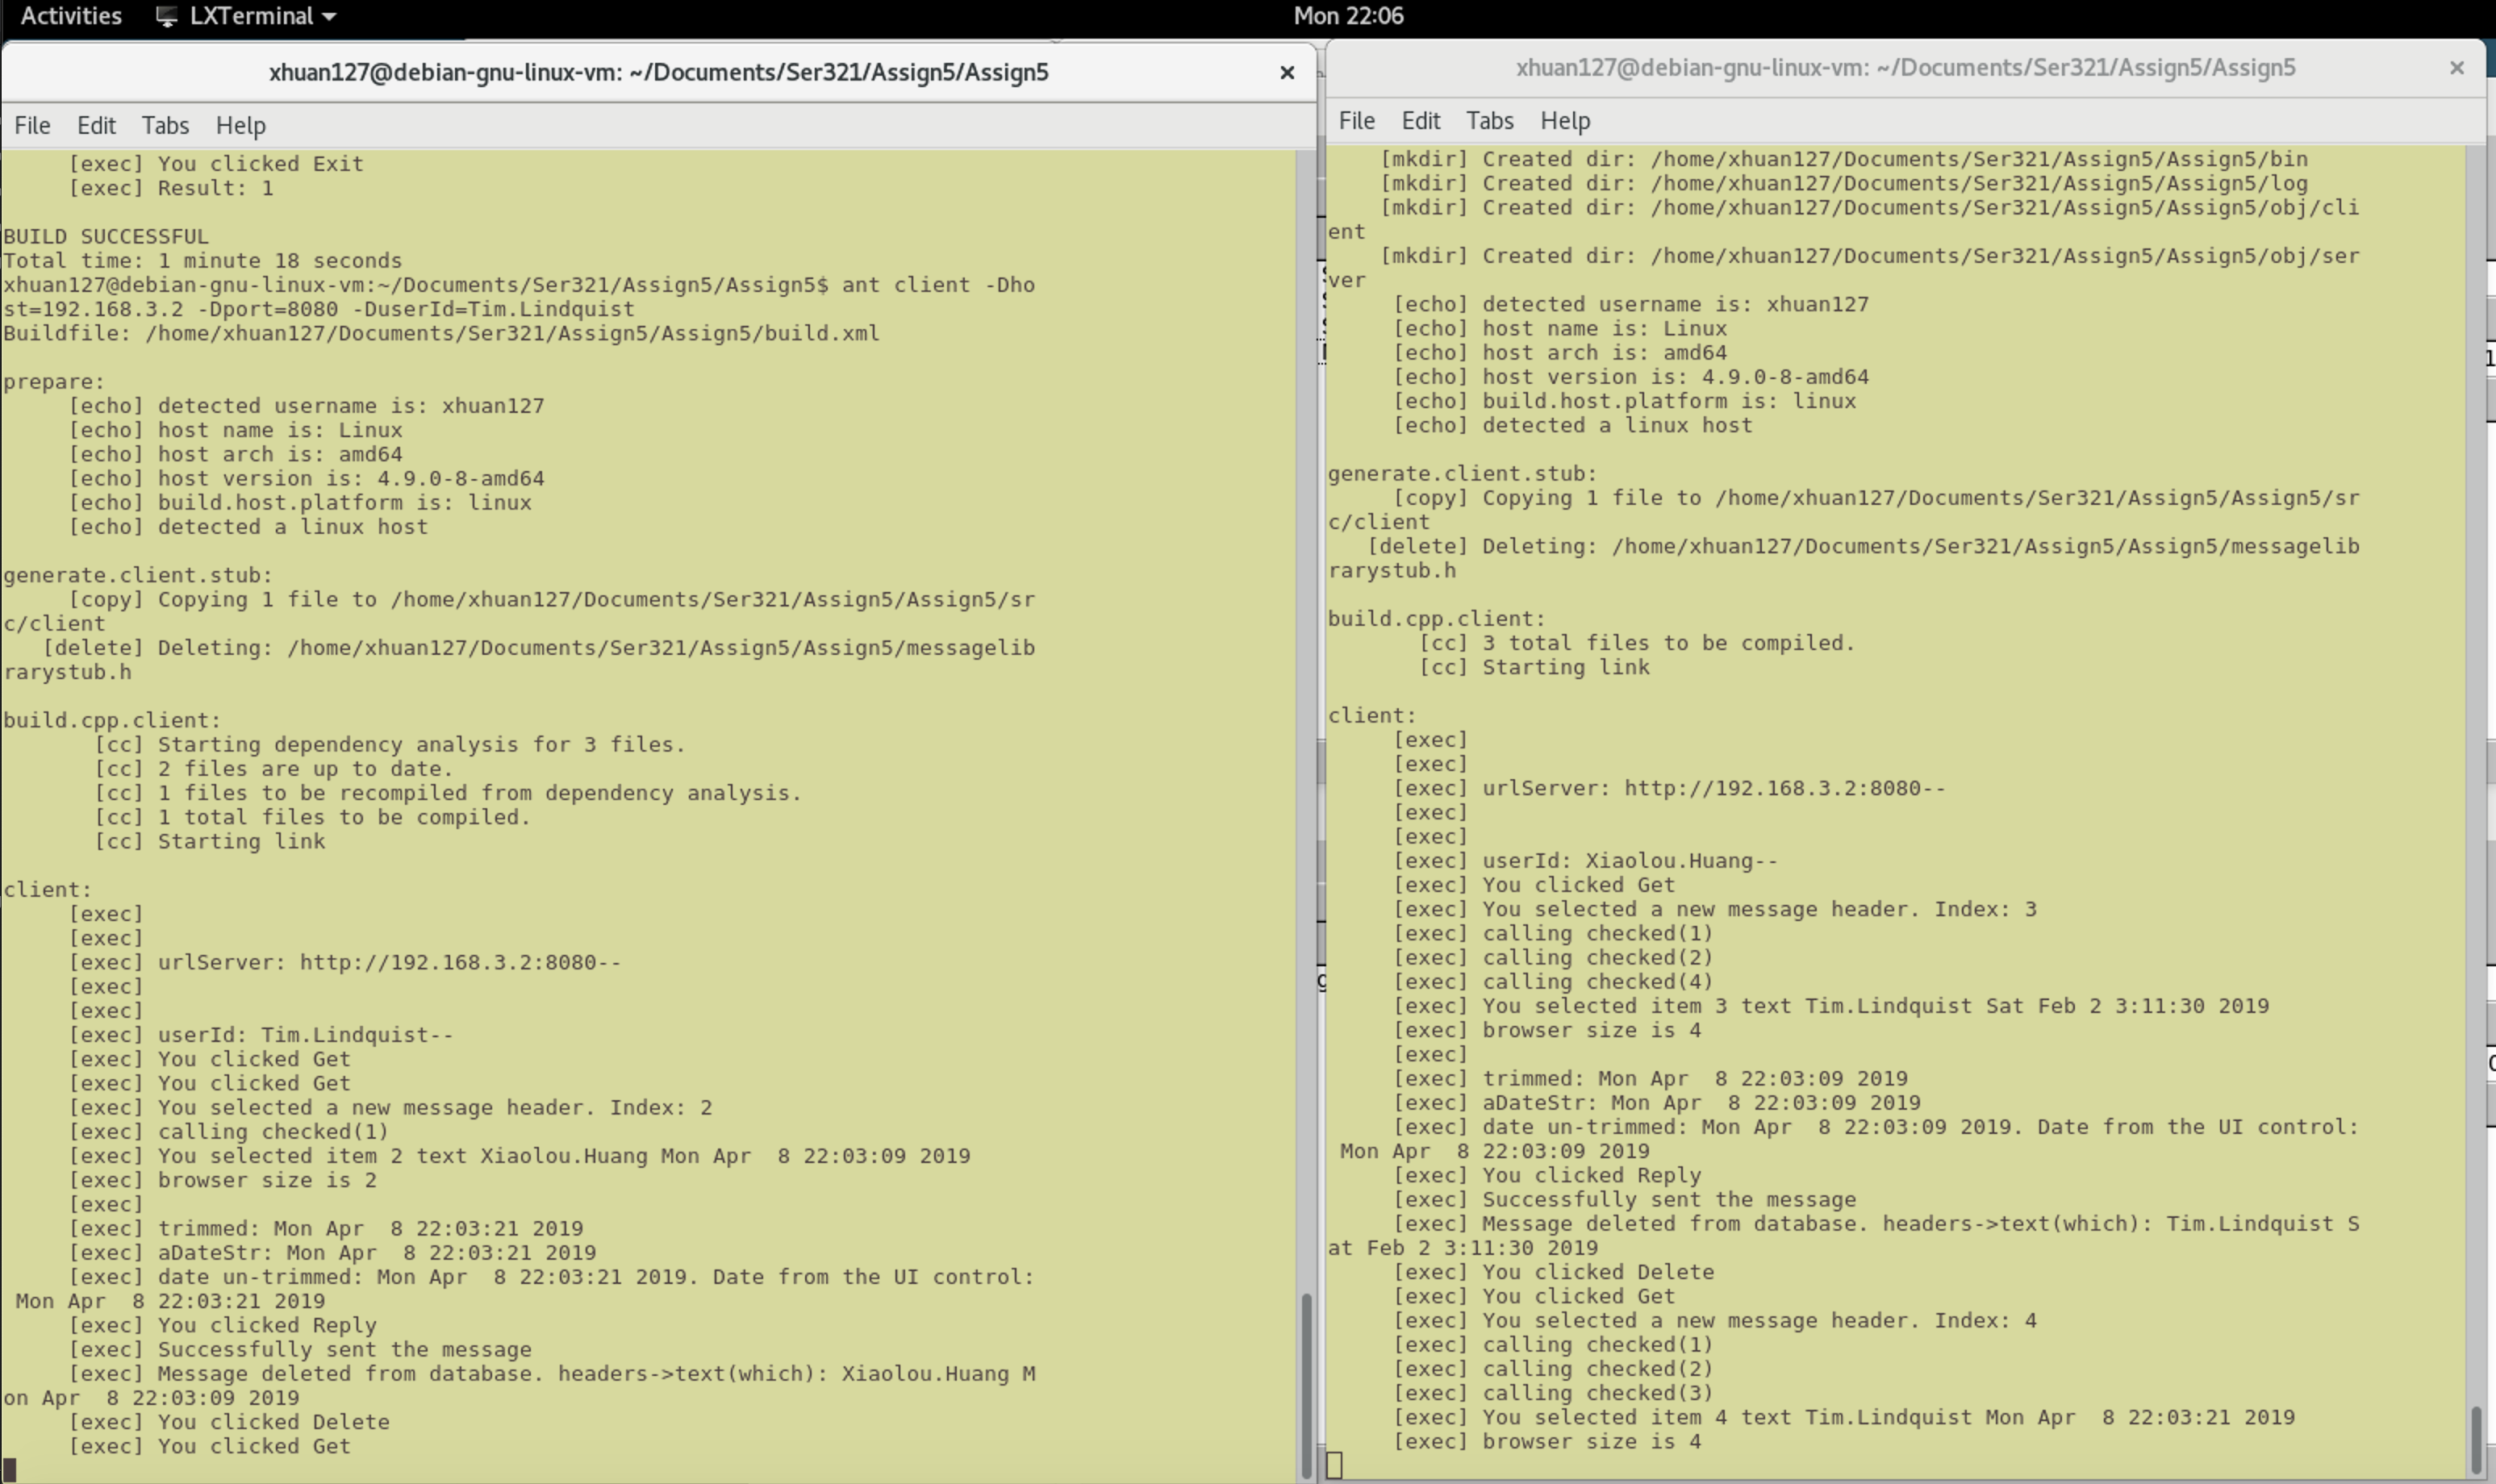 Activities LXTerminal Mon 22:06
xhuan127@debian-gnu-linux-vm: ~/Documents/Ser321/Assign5/Assign5
File Edit Tabs Help
[exec] You clicked Exit
[exec] Result: 1
BUILD SUCCESSFUL
Total time: 1 minute 18 seconds
xhuan127@debian-gnu-linux-vm:~/Documents/Ser321/Assign5/Assign5$ ant client -Dho
st=192.168.3.2 -Dport=8080 -DuserId=Tim.Lindquist
Buildfile: /home/xhuan127/Documents/Ser321/Assign5/Assign5/build.xml
prepare:
[echo] detected username is: xhuan127
[echo] host name is: Linux
[echo] host arch is: amd64
[echo] host version is: 4.9.0-8-amd64
[echo] build.host.platform is: linux
[echo] detected a linux host
generate.client.stub:
[copy] Copying 1 file to /home/xhuan127/Documents/Ser321/Assign5/Assign5/sr
c/client
[delete] Deleting: /home/xhuan127/Documents/Ser321/Assign5/Assign5/messagelib
rarystub.h
build.cpp.client:
[cc] Starting dependency analysis for 3 files.
[cc] 2 files are up to date.
[cc] 1 files to be recompiled from dependency analysis.
[cc] 1 total files to be compiled.
[cc] Starting link
client:
[exec]
[exec]
[exec] urlServer: http://192.168.3.2:8080--
[exec]
[exec]
[exec] userId: Tim.Lindquist--
[exec] You clicked Get
[exec] You clicked Get
[exec] You selected a new message header. Index: 2
[exec] calling checked(1)
[exec] You selected item 2 text Xiaolou.Huang Mon Apr  8 22:03:09 2019
[exec] browser size is 2
[exec]
[exec] trimmed: Mon Apr  8 22:03:21 2019
[exec] aDateStr: Mon Apr  8 22:03:21 2019
[exec] date un-trimmed: Mon Apr  8 22:03:21 2019. Date from the UI control:
Mon Apr  8 22:03:21 2019
[exec] You clicked Reply
[exec] Successfully sent the message
[exec] Message deleted from database. headers->text(which): Xiaolou.Huang M
on Apr  8 22:03:09 2019
[exec] You clicked Delete
[exec] You clicked Get
xhuan127@debian-gnu-linux-vm: ~/Documents/Ser321/Assign5/Assign5
File Edit Tabs Help
[mkdir] Created dir: /home/xhuan127/Documents/Ser321/Assign5/Assign5/bin
[mkdir] Created dir: /home/xhuan127/Documents/Ser321/Assign5/Assign5/log
[mkdir] Created dir: /home/xhuan127/Documents/Ser321/Assign5/Assign5/obj/cli
ent
[mkdir] Created dir: /home/xhuan127/Documents/Ser321/Assign5/Assign5/obj/ser
ver
[echo] detected username is: xhuan127
[echo] host name is: Linux
[echo] host arch is: amd64
[echo] host version is: 4.9.0-8-amd64
[echo] build.host.platform is: linux
[echo] detected a linux host
generate.client.stub:
[copy] Copying 1 file to /home/xhuan127/Documents/Ser321/Assign5/Assign5/sr
c/client
[delete] Deleting: /home/xhuan127/Documents/Ser321/Assign5/Assign5/messagelib
rarystub.h
build.cpp.client:
[cc] 3 total files to be compiled.
[cc] Starting link
client:
[exec]
[exec]
[exec] urlServer: http://192.168.3.2:8080--
[exec]
[exec]
[exec] userId: Xiaolou.Huang--
[exec] You clicked Get
[exec] You selected a new message header. Index: 3
[exec] calling checked(1)
[exec] calling checked(2)
[exec] calling checked(4)
[exec] You selected item 3 text Tim.Lindquist Sat Feb 2 3:11:30 2019
[exec] browser size is 4
[exec]
[exec] trimmed: Mon Apr  8 22:03:09 2019
[exec] aDateStr: Mon Apr  8 22:03:09 2019
[exec] date un-trimmed: Mon Apr  8 22:03:09 2019. Date from the UI control:
Mon Apr  8 22:03:09 2019
[exec] You clicked Reply
[exec] Successfully sent the message
[exec] Message deleted from database. headers->text(which): Tim.Lindquist S
at Feb 2 3:11:30 2019
[exec] You clicked Delete
[exec] You clicked Get
[exec] You selected a new message header. Index: 4
[exec] calling checked(1)
[exec] calling checked(2)
[exec] calling checked(3)
[exec] You selected item 4 text Tim.Lindquist Mon Apr  8 22:03:21 2019
[exec] browser size is 4